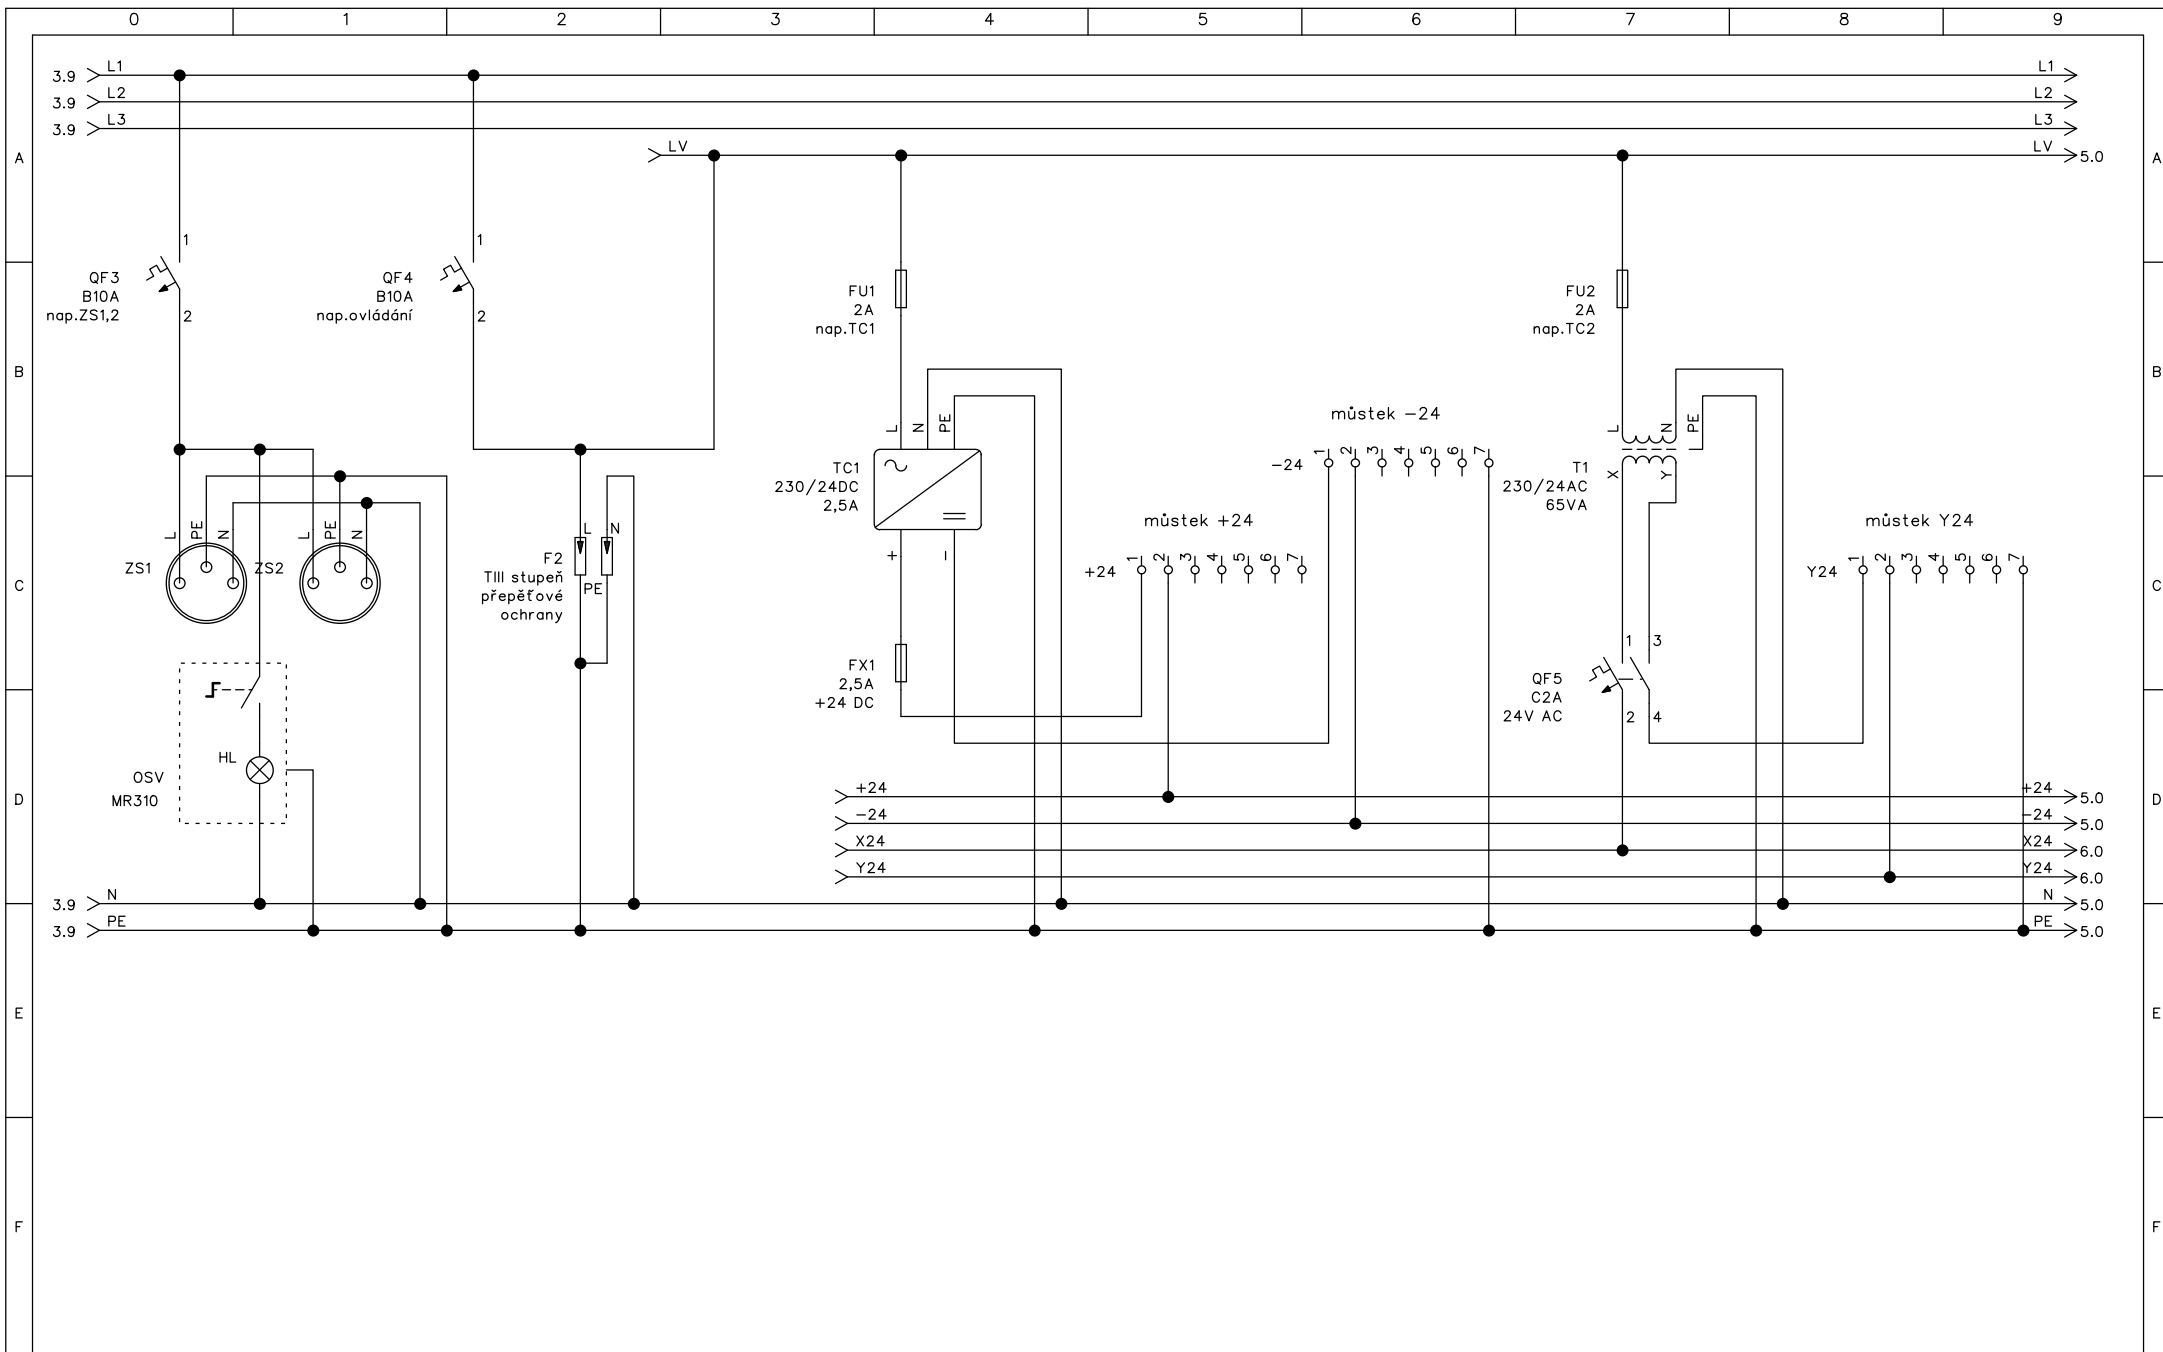 0 1 2 3 4 5 6 7 8 9
3.9 L1 L1
3.9 L2 L2
3.9 L3 L3
A LV LV 5.0 A
1 1
QF3
B10A
nap.ZS1,2
2
QF4
B10A
nap.ovládání
2
FU1
2A
nap.TC1
FU2
2A
nap.TC2
B B
L N PE
TC1
230/24DC
2,5A
+ −
můstek −24
−24 1 2 3 4 5 6 7
L N PE
T1
230/24AC
65VA
X Y
můstek +24
+24 1 2 3 4 5 6 7
můstek Y24
Y24 1 2 3 4 5 6 7
L PE N L PE N
ZS1 ZS2
L N
F2
TIII stupeň
přepěťové
ochrany
PE
C C
FX1
2,5A
+24 DC
1 3
QF5
C2A
24V AC
2 4
HL
OSV
MR310
D D
+24 +24 5.0
−24 −24 5.0
X24 X24 6.0
Y24 Y24 6.0
3.9 N N 5.0
3.9 PE PE 5.0
E E
F F